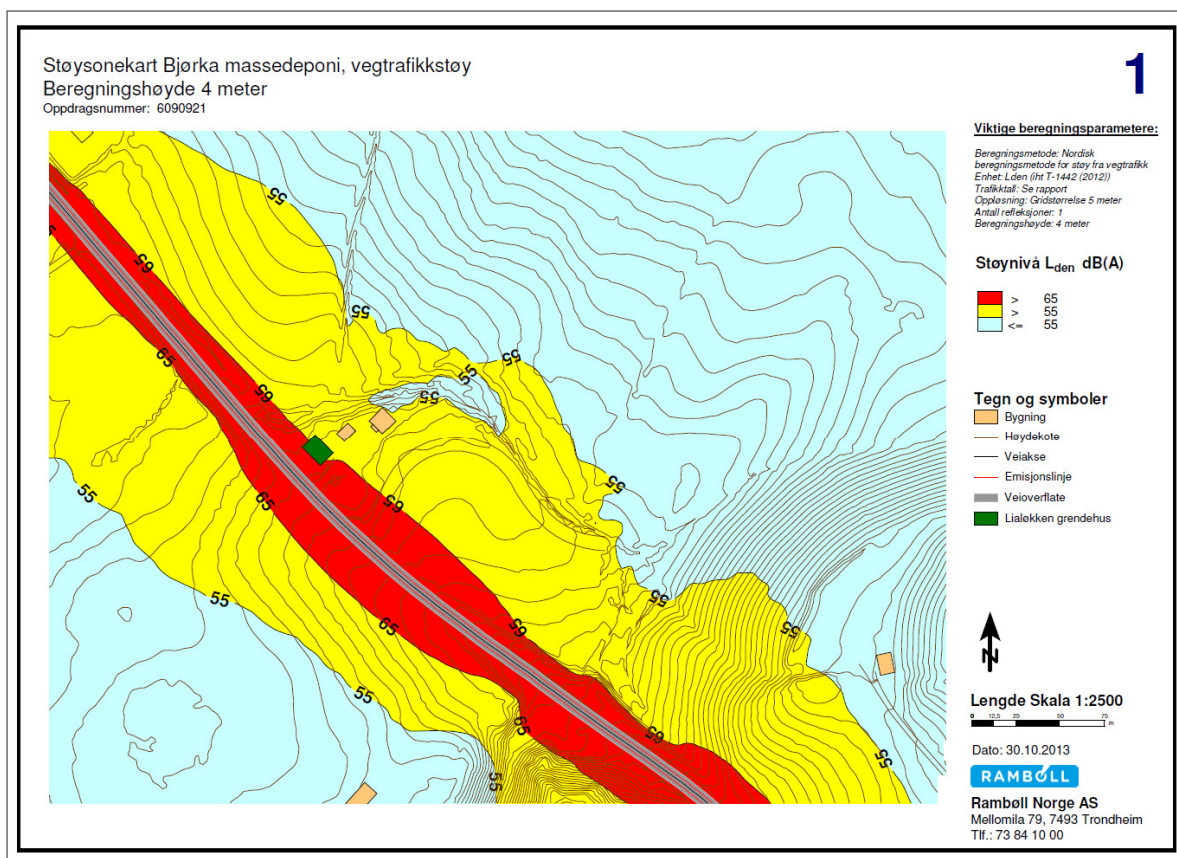 Støysonekart Bjørka massedeponi, vegtrafikkstøy
Beregningshøyde 4 meter
Oppdragsnummer: 6090921
1
Viktige beregningsparametere:
Beregningsmetode: Nordisk
beregningsmetode for støy fra vegtrafikk
Enhet: Lden (iht T-1442 (2012))
Trafikktall: Se rapport
Oppløsning: Gridstørrelse 5 meter
Antall refleksjoner: 1
Beregningshøyde: 4 meter
Støynivå Lden dB(A)
> 65
> 55
<= 55
Tegn og symboler
Bygning
Høydekote
Veiakse
Emisjonslinje
Veioverflate
Lialøkken grendehus
N
Lengde Skala 1:2500
0 12,5 25 50 75
m
Dato: 30.10.2013
RAMBOLL
Rambøll Norge AS
Mellomila 79, 7493 Trondheim
Tlf.: 73 84 10 00
55
65
55
65
55
55
55
65
55
55
65
65
55
55
65
55
65
55
55
65
65
55
55